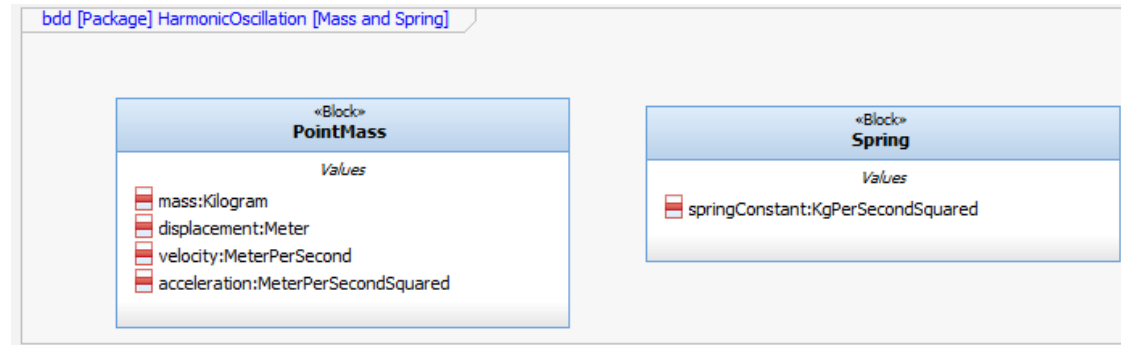 bdd [Package] HarmonicOscillation [Mass and Spring]
«Block»
PointMass
Values
mass:Kilogram
displacement:Meter
velocity:MeterPerSecond
acceleration:MeterPerSecondSquared
«Block»
Spring
Values
springConstant:KgPerSecondSquared